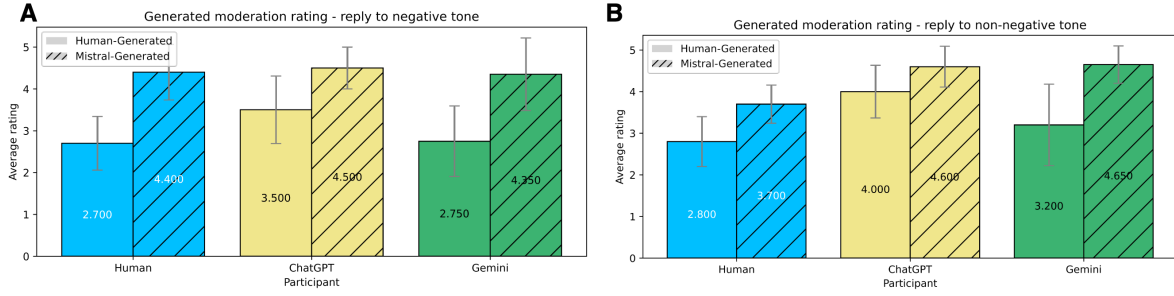 A
Generated moderation rating - reply to negative tone
Human-Generated
Mistral-Generated
Average rating
5
4
3
2
1
0
2.700
4.400
3.500
4.500
2.750
4.350
Human
ChatGPT
Gemini
Participant
B
Generated moderation rating - reply to non-negative tone
Human-Generated
Mistral-Generated
Average rating
5
4
3
2
1
0
2.800
3.700
4.000
4.600
3.200
4.650
Human
ChatGPT
Gemini
Participant